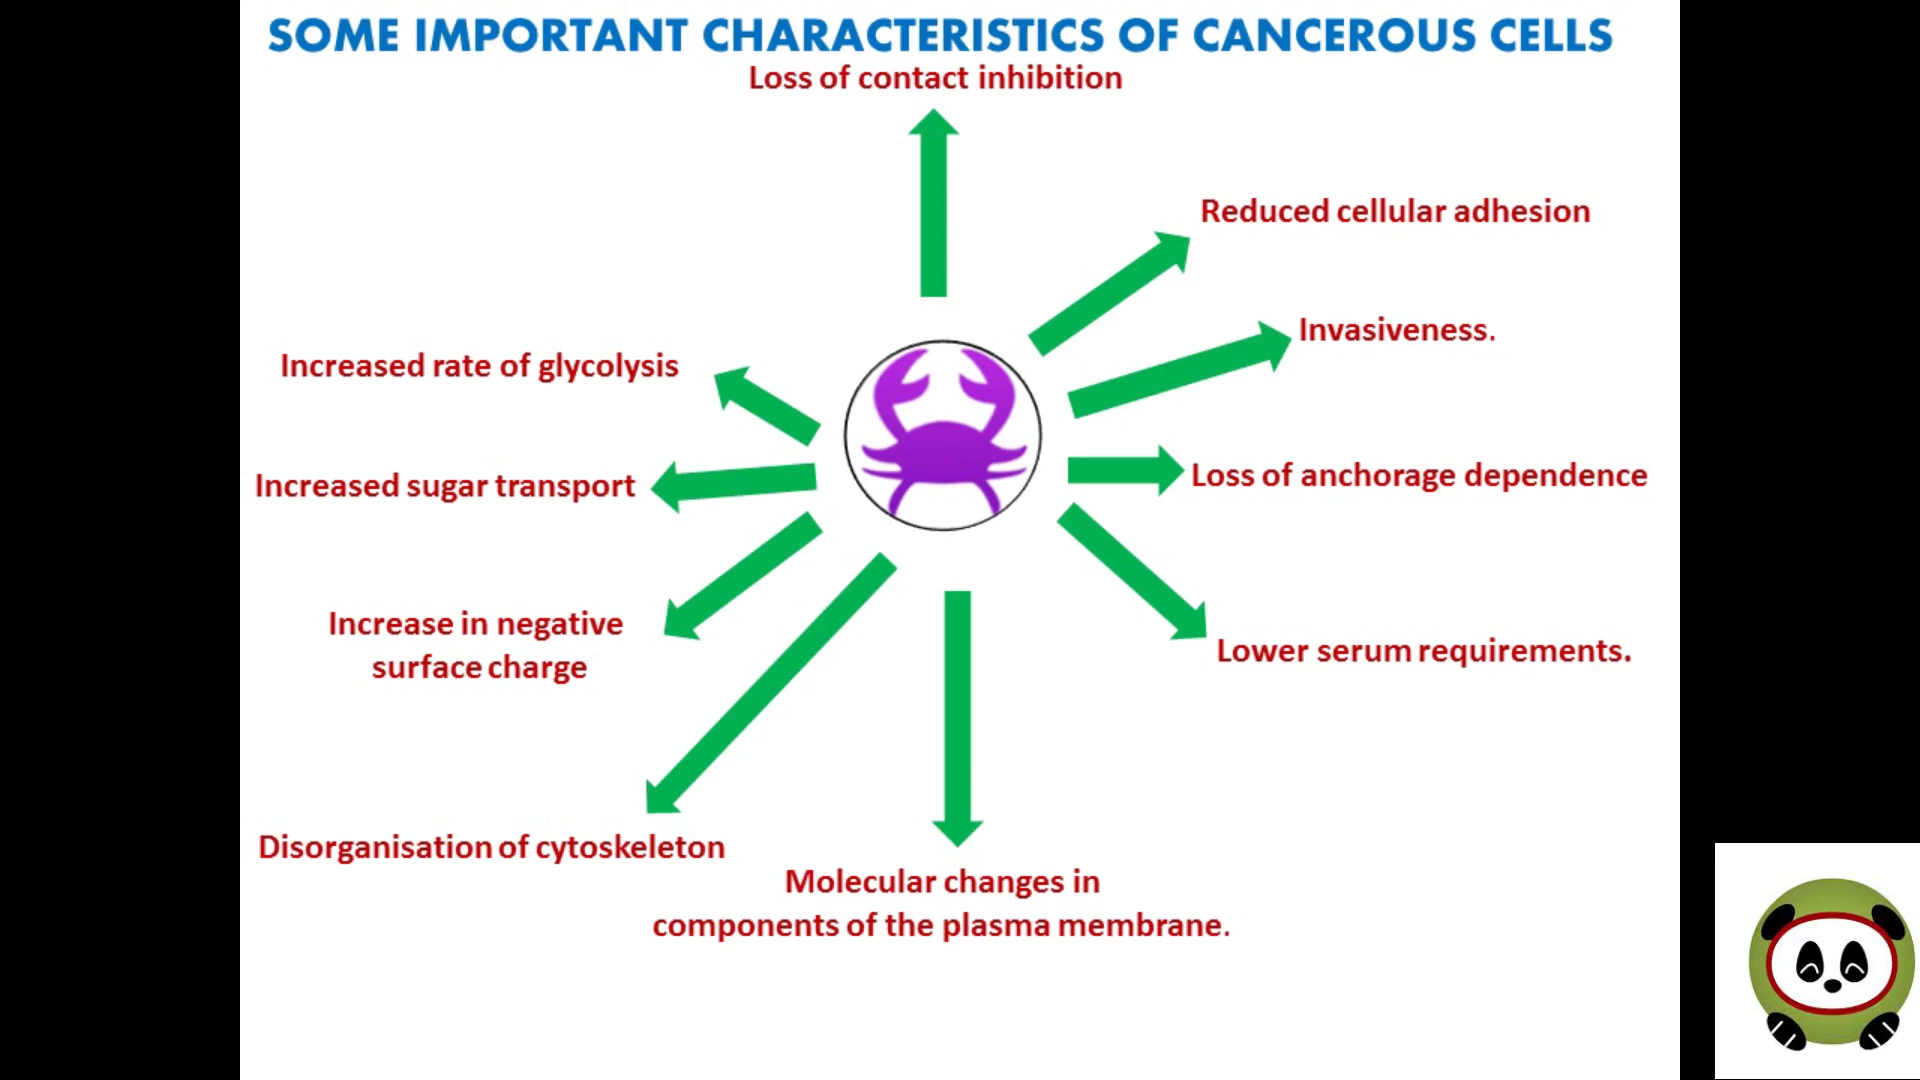 SOME IMPORTANT CHARACTERISTICS OF CANCEROUS CELLS
Loss of contact inhibition
Reduced cellular adhesion
Invasiveness.
Increased rate of glycolysis
Loss of anchorage dependence
Increased sugar transport
Increase in negative
surface charge
Lower serum requirements.
Disorganisation of cytoskeleton
Molecular changes in
components of the plasma membrane.